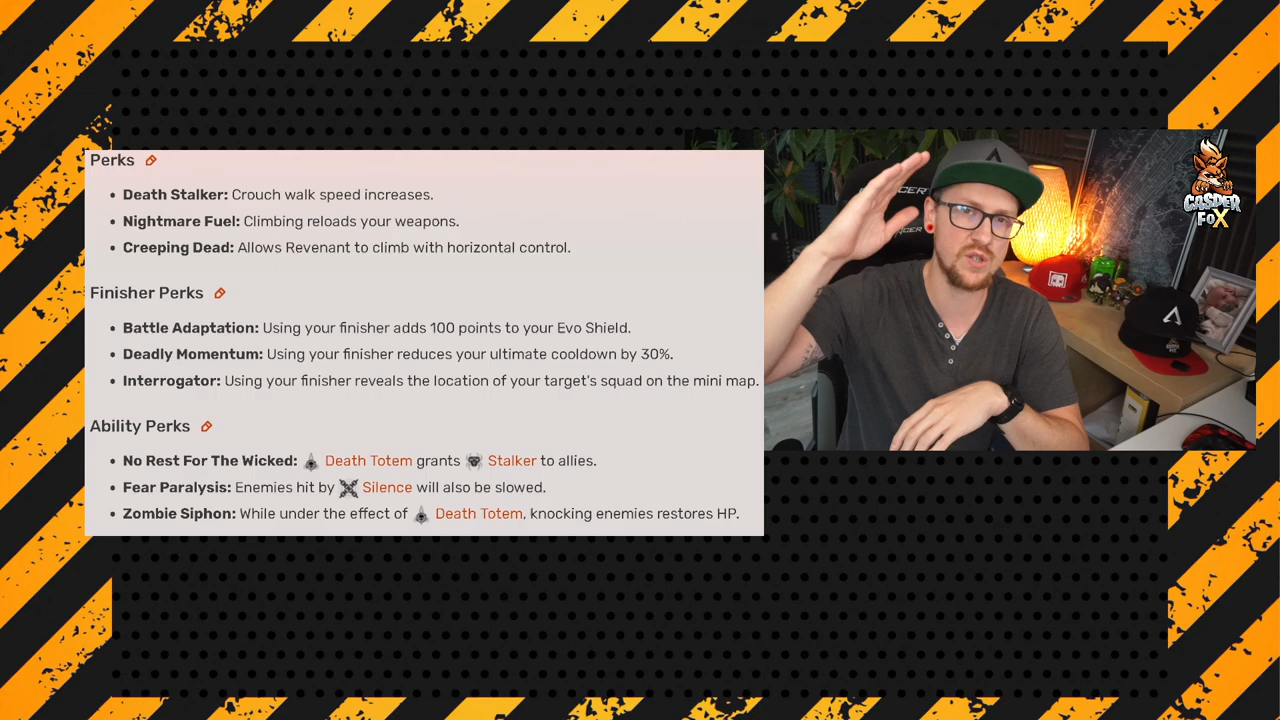 Perks
• Death Stalker: Crouch walk speed increases.
• Nightmare Fuel: Climbing reloads your weapons.
• Creeping Dead: Allows Revenant to climb with horizontal control.
Finisher Perks
• Battle Adaptation: Using your finisher adds 100 points to your Evo Shield.
• Deadly Momentum: Using your finisher reduces your ultimate cooldown by 30%.
• Interrogator: Using your finisher reveals the location of your target's squad on the mini map.
Ability Perks
• No Rest For The Wicked: Death Totem grants Stalker to allies.
• Fear Paralysis: Enemies hit by Silence will also be slowed.
• Zombie Siphon: While under the effect of Death Totem, knocking enemies restores HP.
CASPER
FoX